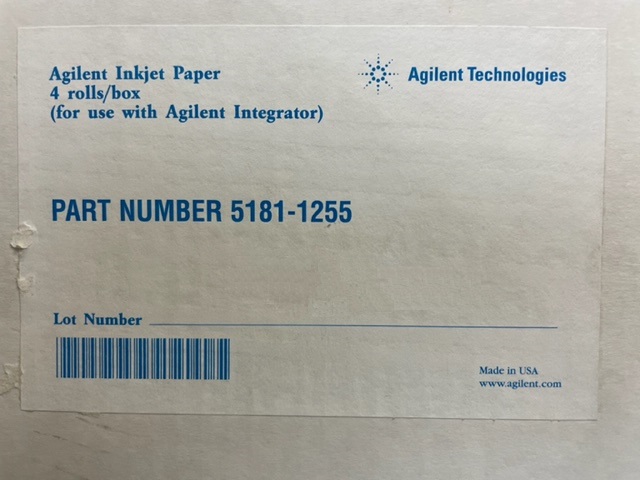 Agilent Inkjet Paper
4 rolls/box
(for use with Agilent Integrator)
Agilent Technologies
PART NUMBER 5181-1255
Lot Number
Made in USA
www.agilent.com